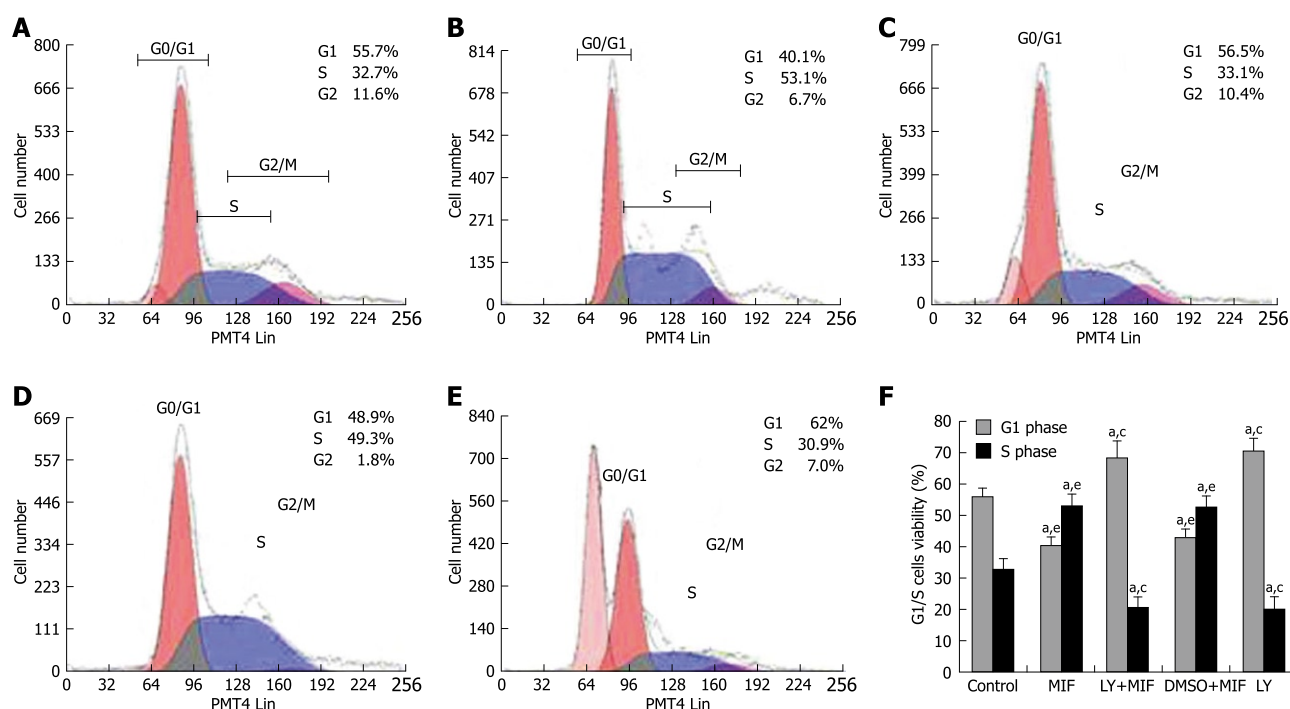 A
G0/G1
G1 55.7%
S 32.7%
G2 11.6%
G2/M
S
Cell number
800
666
533
400
266
133
0
0 32 64 96 128 160 192 224 256
PMT4 Lin
B
G0/G1
G1 40.1%
S 53.1%
G2 6.7%
G2/M
S
Cell number
814
678
542
407
271
135
0
0 32 64 96 128 160 192 224 256
PMT4 Lin
C
G0/G1
G1 56.5%
S 33.1%
G2 10.4%
G2/M
S
Cell number
799
666
533
399
266
133
0
0 32 64 96 128 160 192 224 256
PMT4 Lin
D
G0/G1
G1 48.9%
S 49.3%
G2 1.8%
G2/M
S
Cell number
669
557
446
334
223
111
0
0 32 64 96 128 160 192 224 256
PMT4 Lin
E
G0/G1
G1 62%
S 30.9%
G2 7.0%
G2/M
S
Cell number
840
700
560
420
280
140
0
0 32 64 96 128 160 192 224 256
PMT4 Lin
F
G1 phase
S phase
G1/S cells viability (%)
80
70
60
50
40
30
20
10
0
a,e
a,e
a,c
a,c
a,e
a,e
a,c
a,c
Control MIF LY+MIF DMSO+MIF LY